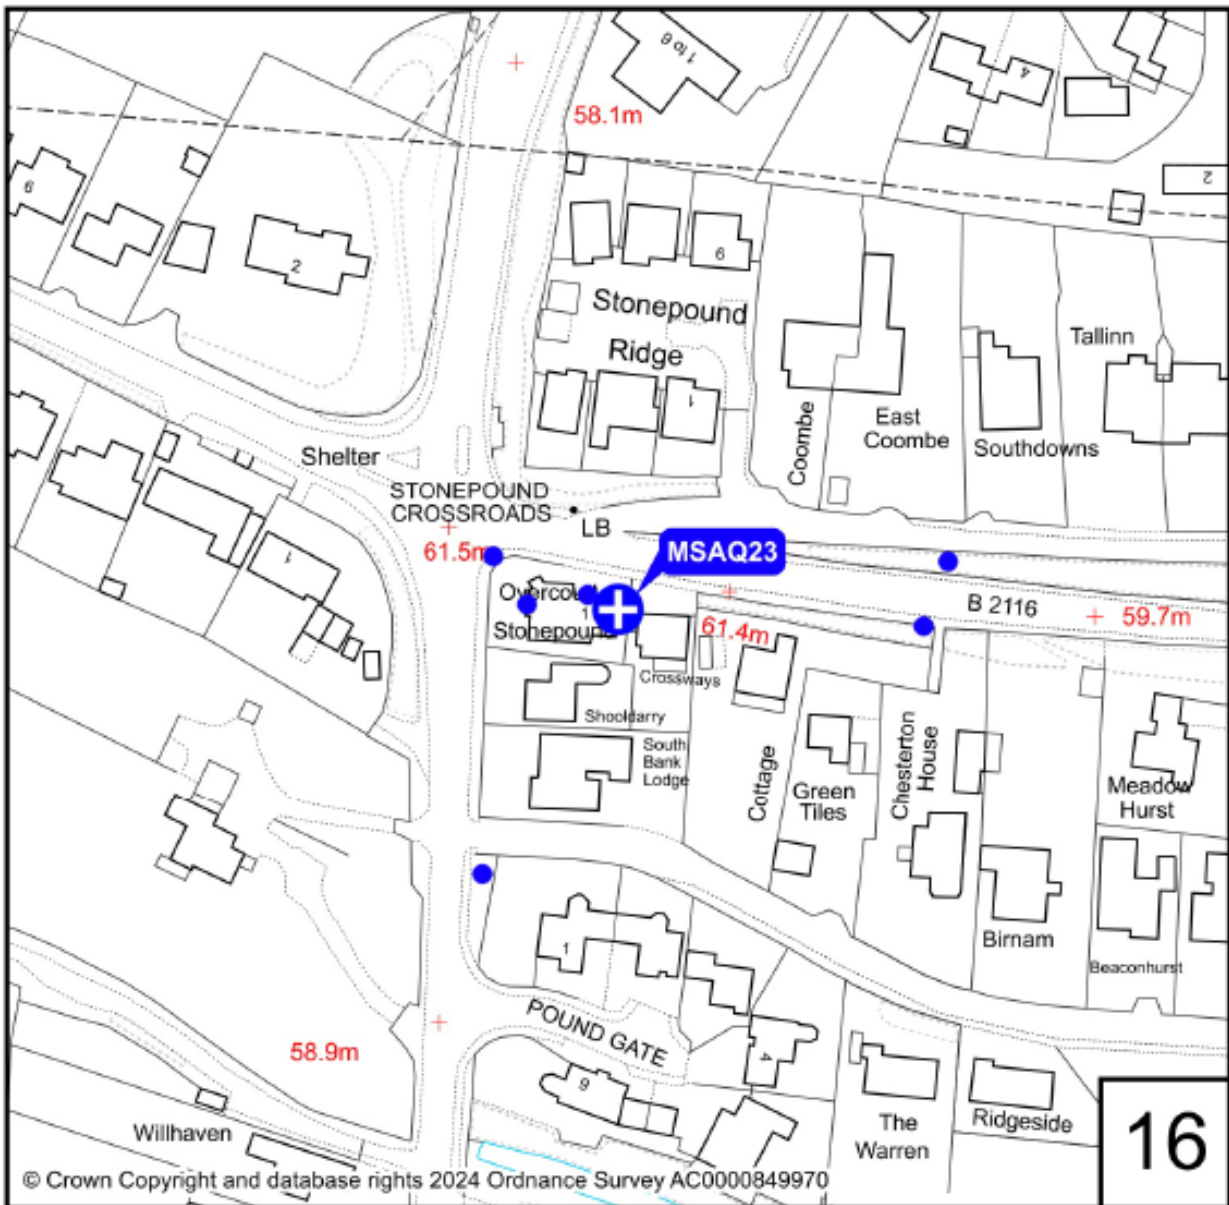 1 to 6
4
58.1m
2
9
6
2
Stonepound
Ridge
Tallinn
1
Coombe
East
Coombe
Southdowns
Shelter
STONEPOUND
CROSSROADS
LB
61.5m
MSAQ23
1
B 2116
59.7m
Overcourt
1
Stonepound
61.4m
Crossways
Shooldarry
South
Bank
Lodge
Cottage
Green
Tiles
Chesterton
House
Meadow
Hurst
1
Birnam
Beaconhurst
POUND GATE
4
9
58.9m
The
Warren
Ridgeside
Willhaven
16
© Crown Copyright and database rights 2024 Ordnance Survey AC0000849970